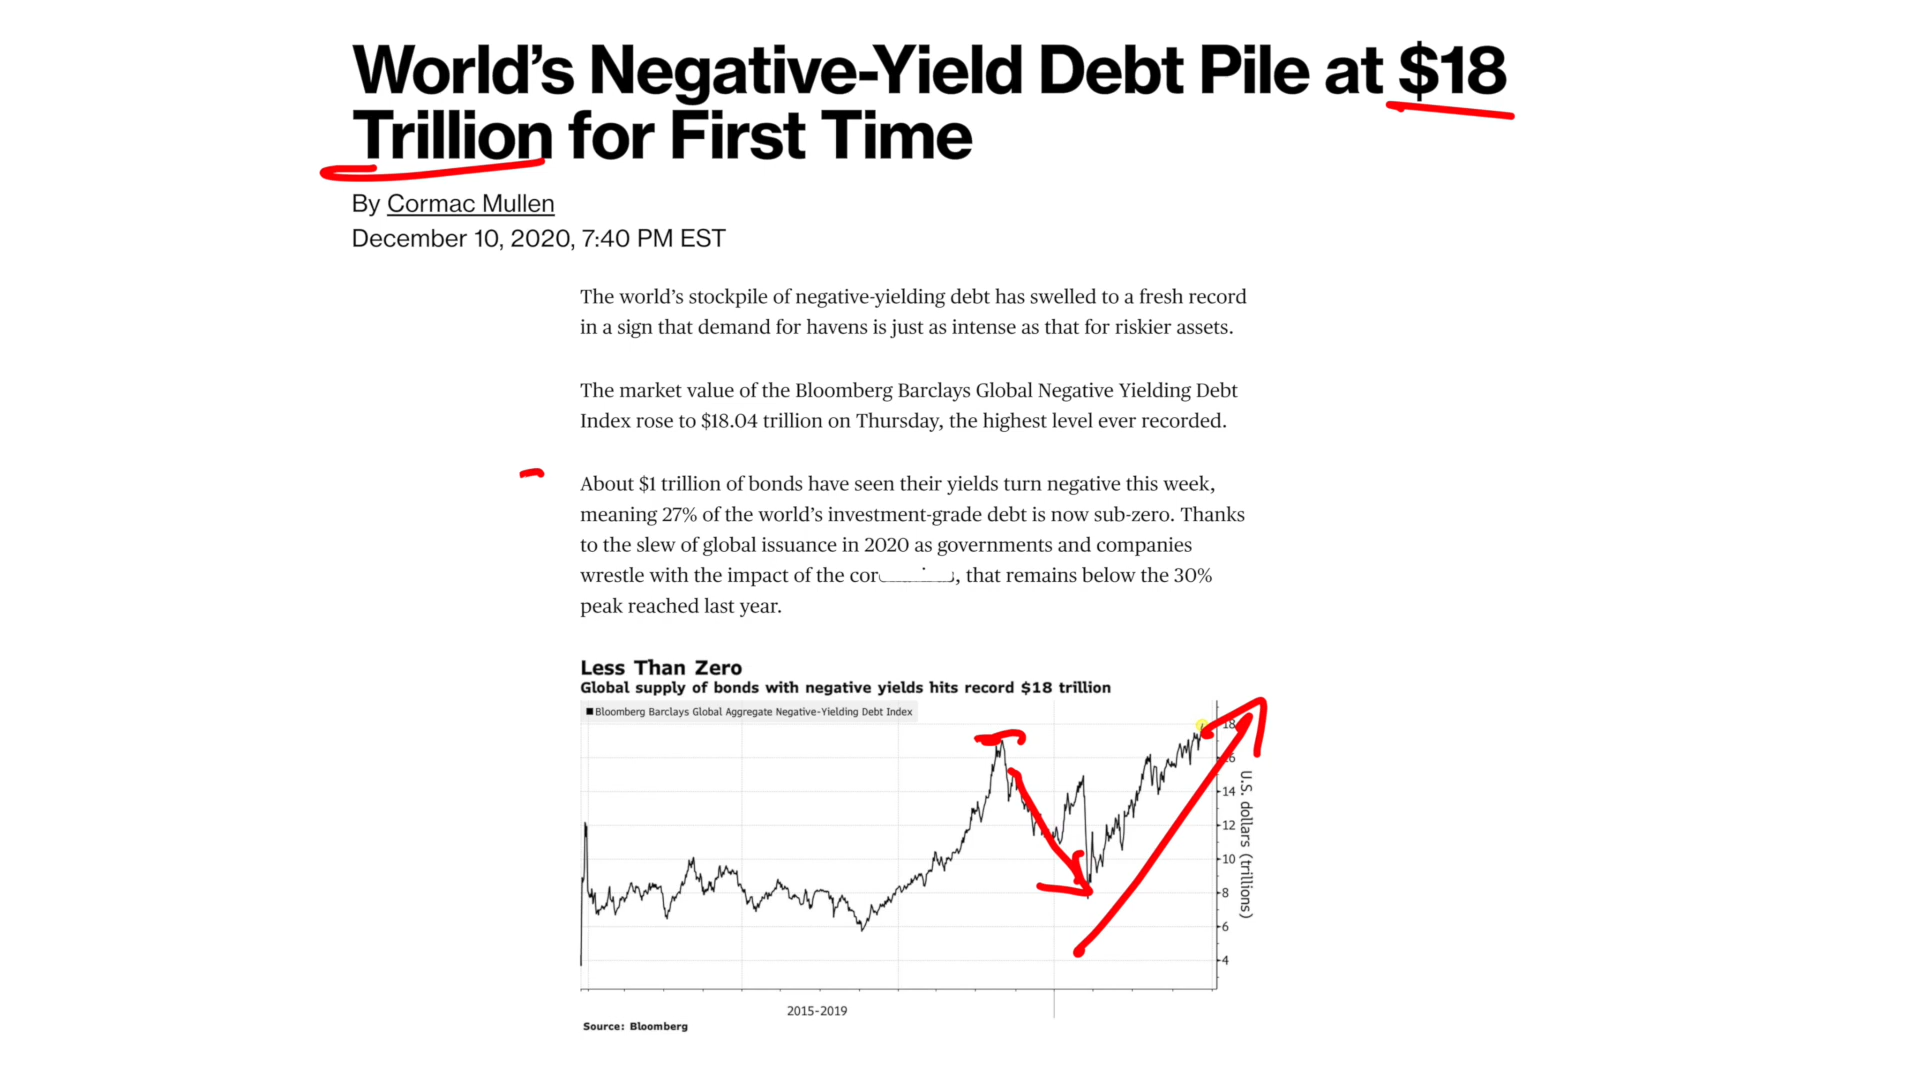 World's Negative-Yield Debt Pile at $18
Trillion for First Time
By Cormac Mullen
December 10, 2020, 7:40 PM EST
The world's stockpile of negative-yielding debt has swelled to a fresh record
in a sign that demand for havens is just as intense as that for riskier assets.
The market value of the Bloomberg Barclays Global Negative Yielding Debt
Index rose to $18.04 trillion on Thursday, the highest level ever recorded.
About $1 trillion of bonds have seen their yields turn negative this week,
meaning 27% of the world's investment-grade debt is now sub-zero. Thanks
to the slew of global issuance in 2020 as governments and companies
wrestle with the impact of the , that remains below the 30%
peak reached last year.
Less Than Zero
Global supply of bonds with negative yields hits record $18 trillion
Bloomberg Barclays Global Aggregate Negative-Yielding Debt Index
18
16
14
12
10
8
6
4
U.S. dollars (trillions)
2015-2019
Source: Bloomberg